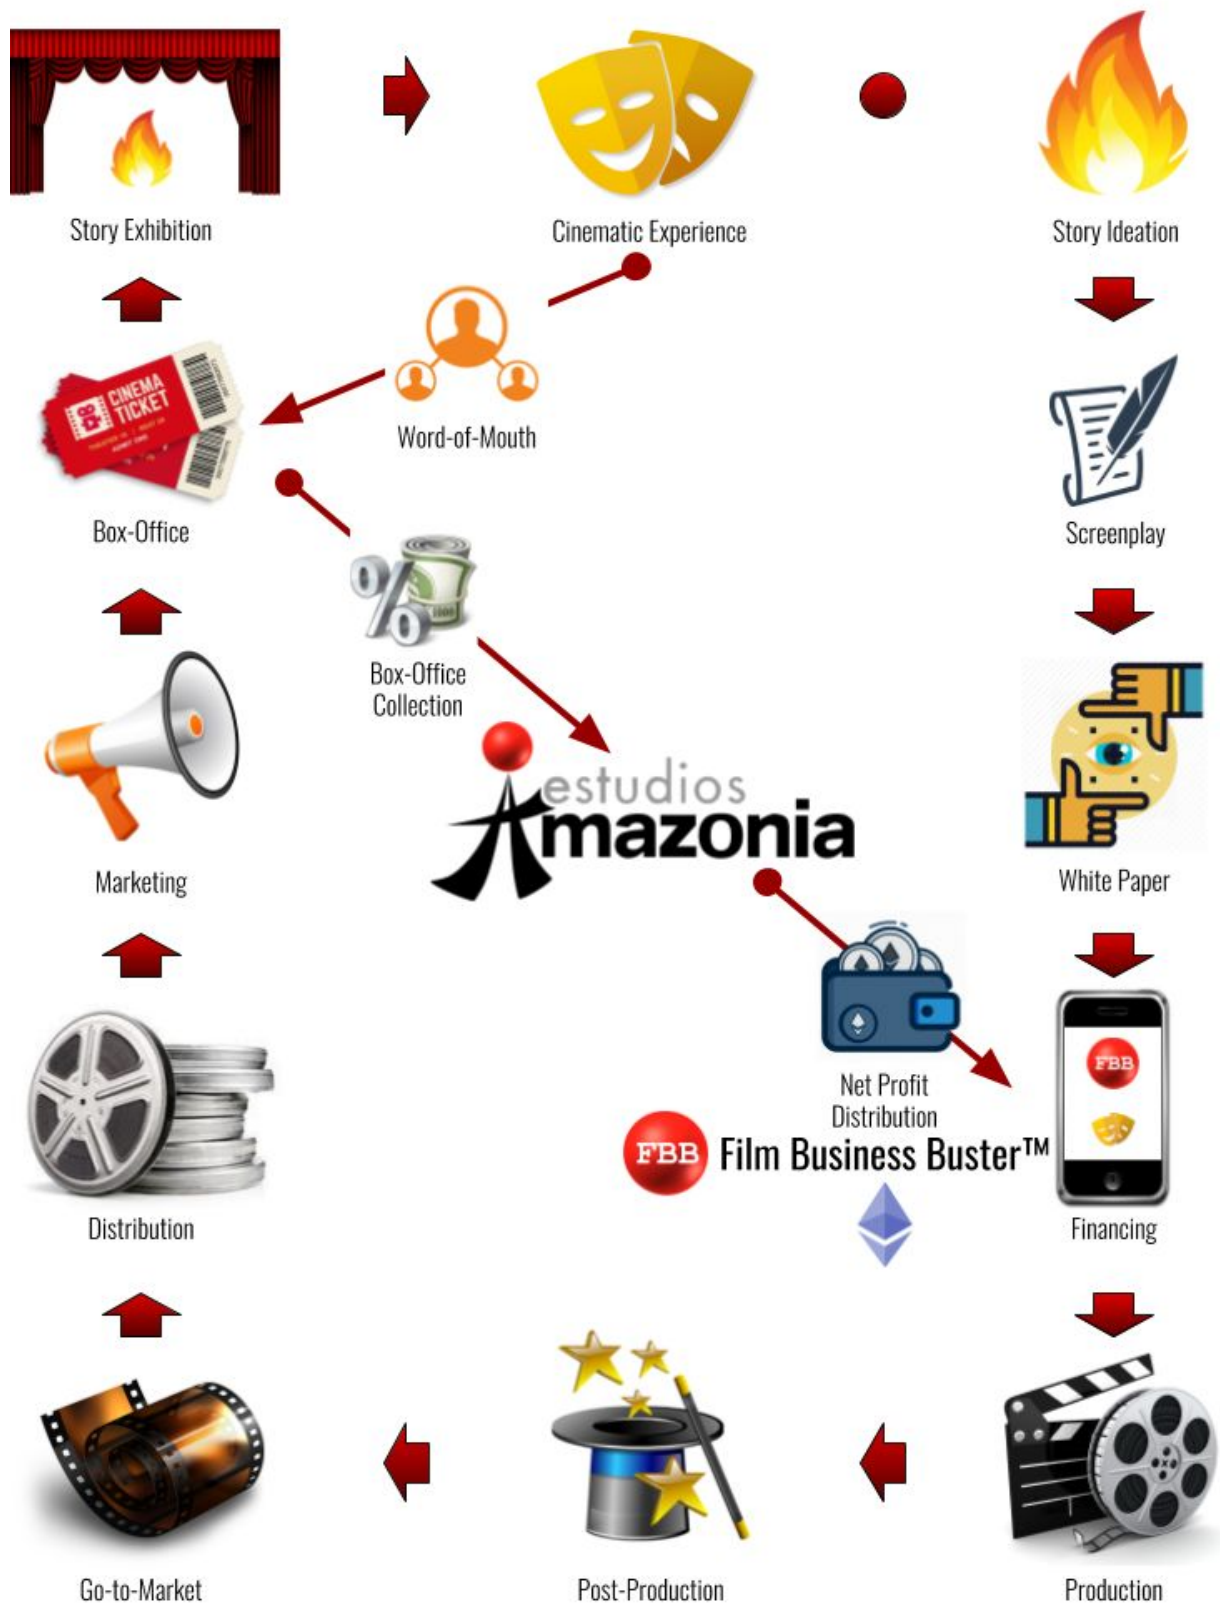 Story Exhibition
Cinematic Experience
Story Ideation
CINEMA
TICKET
Word-of-Mouth
Box-Office
Screenplay
Box-Office
Collection
estudios
Amazonia
Marketing
White Paper
Net Profit
Distribution
FBB
FBB Film Business Buster™
Distribution
Financing
Go-to-Market
Post-Production
Production